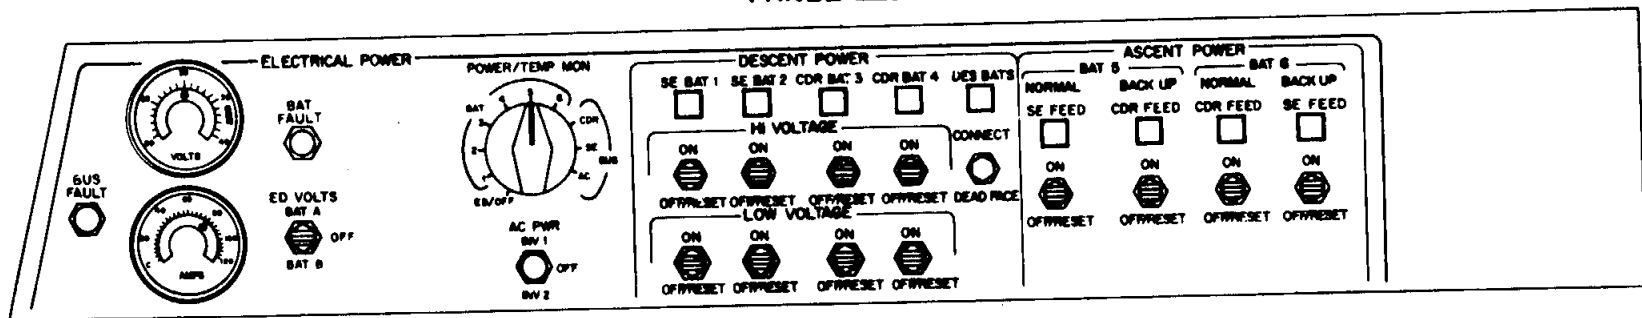 ELECTRICAL POWER
DESCENT POWER
ASCENT POWER
POWER/TEMP MON
BAT 5
BAT 6
NORMAL
BACK UP
NORMAL
BACK UP
SE BAT 1
SE BAT 2
CDR BAT 3
CDR BAT 4
DES BATS
SE FEED
CDR FEED
CDR FEED
SE FEED
VOLTS
BAT
FAULT
BAT
CDR
SE
BUS
AC
ED/OFF
HI VOLTAGE
CONNECT
ON
ON
ON
ON
OFF/RESET
OFF/RESET
OFF/RESET
OFF/RESET
DEAD FACE
ON
ON
ON
ON
OFF/RESET
OFF/RESET
OFF/RESET
OFF/RESET
BUS
FAULT
ED VOLTS
BAT A
OFF
BAT B
AMPS
AC PWR
INV 1
OFF
INV 2
LOW VOLTAGE
ON
ON
ON
ON
OFF/RESET
OFF/RESET
OFF/RESET
OFF/RESET